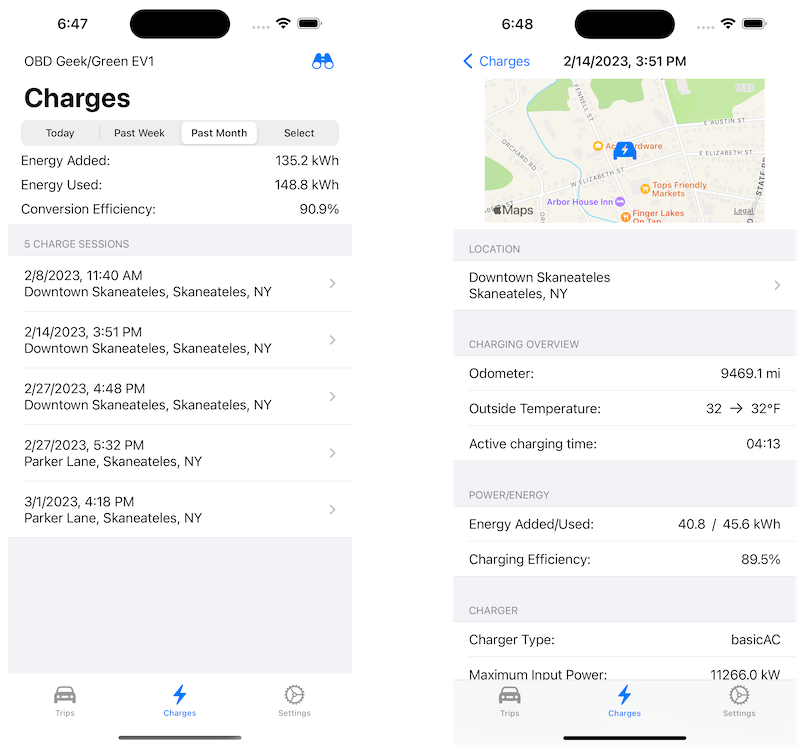 6:47
OBD Geek/Green EV1
Charges
Today Past Week Past Month Select
Energy Added: 135.2 kWh
Energy Used: 148.8 kWh
Conversion Efficiency: 90.9%
5 CHARGE SESSIONS
2/8/2023, 11:40 AM
Downtown Skaneateles, Skaneateles, NY
2/14/2023, 3:51 PM
Downtown Skaneateles, Skaneateles, NY
2/27/2023, 4:48 PM
Downtown Skaneateles, Skaneateles, NY
2/27/2023, 5:32 PM
Parker Lane, Skaneateles, NY
3/1/2023, 4:18 PM
Parker Lane, Skaneateles, NY
Trips Charges Settings
6:48
Charges 2/14/2023, 3:51 PM
FENNELL ST
E AUSTIN ST
ORCHARD RD
E ELIZABETH ST
W ELIZABETH ST
STATE
Tops Friendly
Markets
Arbor House Inn
Finger Lakes
On Tap
Maps
Legal
LOCATION
Downtown Skaneateles
Skaneateles, NY
CHARGING OVERVIEW
Odometer: 9469.1 mi
Outside Temperature: 32 → 32°F
Active charging time: 04:13
POWER/ENERGY
Energy Added/Used: 40.8 / 45.6 kWh
Charging Efficiency: 89.5%
CHARGER
Charger Type: basicAC
Maximum Input Power: 11266.0 kW
Trips Charges Settings